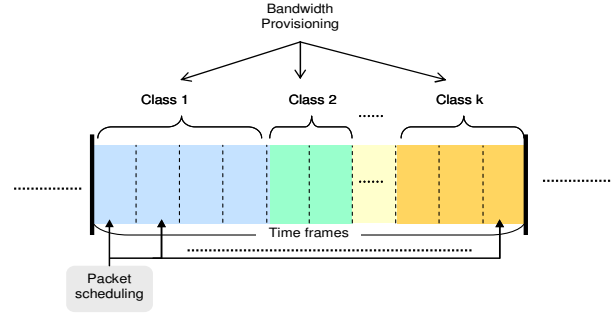 Bandwidth
Provisioning
Class 1 Class 2 ...... Class k
......
Time frames
Packet
scheduling